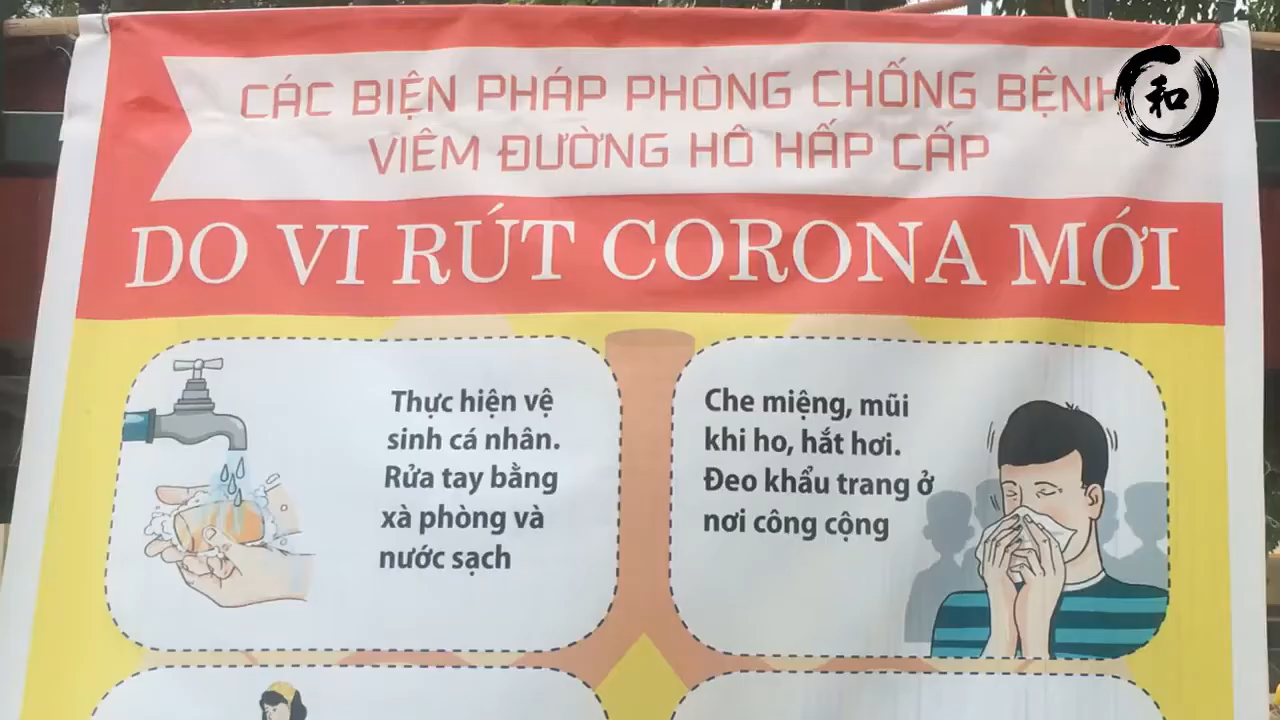 CÁC BIỆN PHÁP PHÒNG CHỐNG BỆNH
VIÊM ĐƯỜNG HÔ HẤP CẤP
DO VI RÚT CORONA MỚI
Thực hiện vệ
sinh cá nhân.
Rửa tay bằng
xà phòng và
nước sạch
Che miệng, mũi
khi ho, hắt hơi.
Đeo khẩu trang ở
nơi công cộng
和